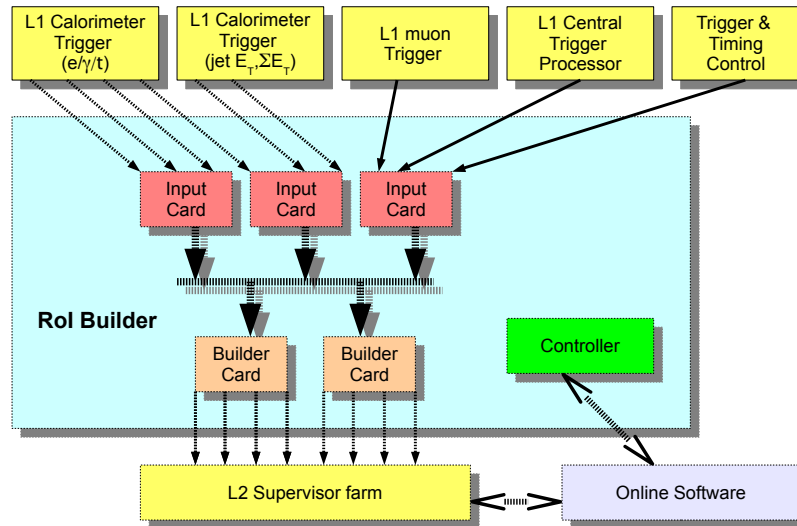 L1 Calorimeter
Trigger
(e/γ/t)
L1 Calorimeter
Trigger
(jet E_T,ΣE_T)
L1 muon
Trigger
L1 Central
Trigger
Processor
Trigger &
Timing
Control
Input
Card
Input
Card
Input
Card
RoI Builder
Builder
Card
Builder
Card
Controller
L2 Supervisor farm
Online Software